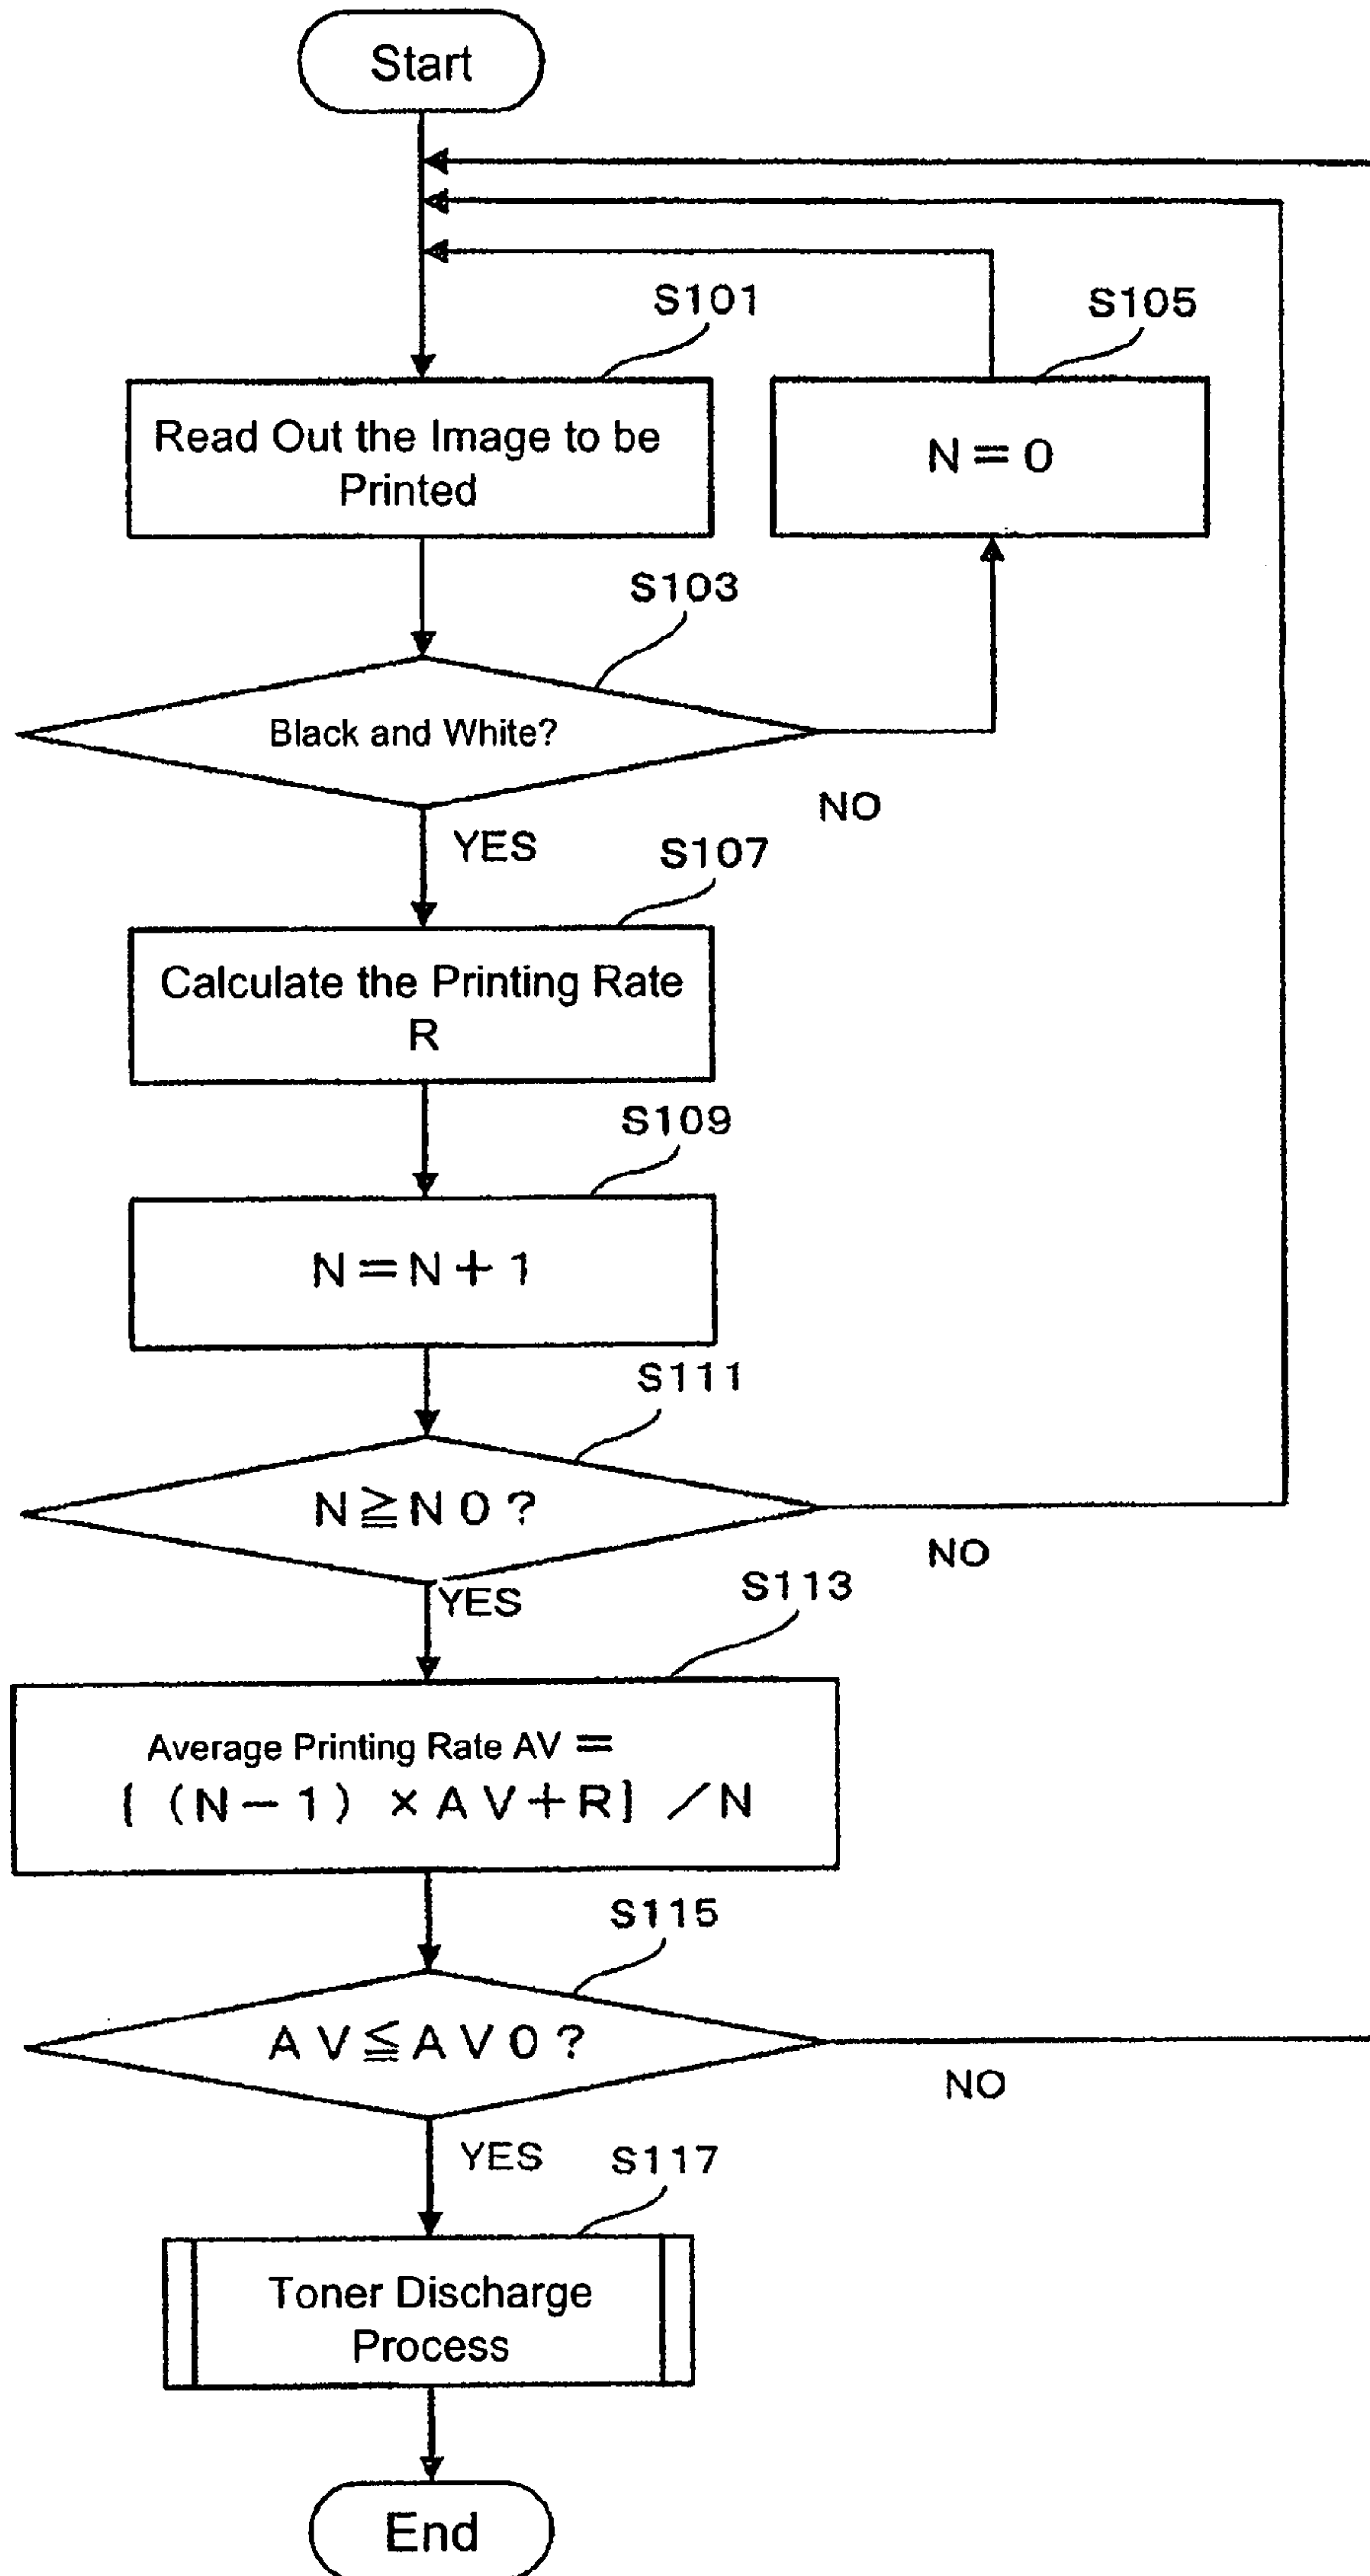 Start
S101
S105
Read Out the Image to be
Printed
N=0
S103
Black and White?
NO
YES
S107
Calculate the Printing Rate
R
S109
N=N+1
S111
N≧N0?
NO
YES
S113
Average Printing Rate AV =
[(N-1)×AV+R]/N
S115
AV≦AV0?
NO
YES
S117
Toner Discharge
Process
End